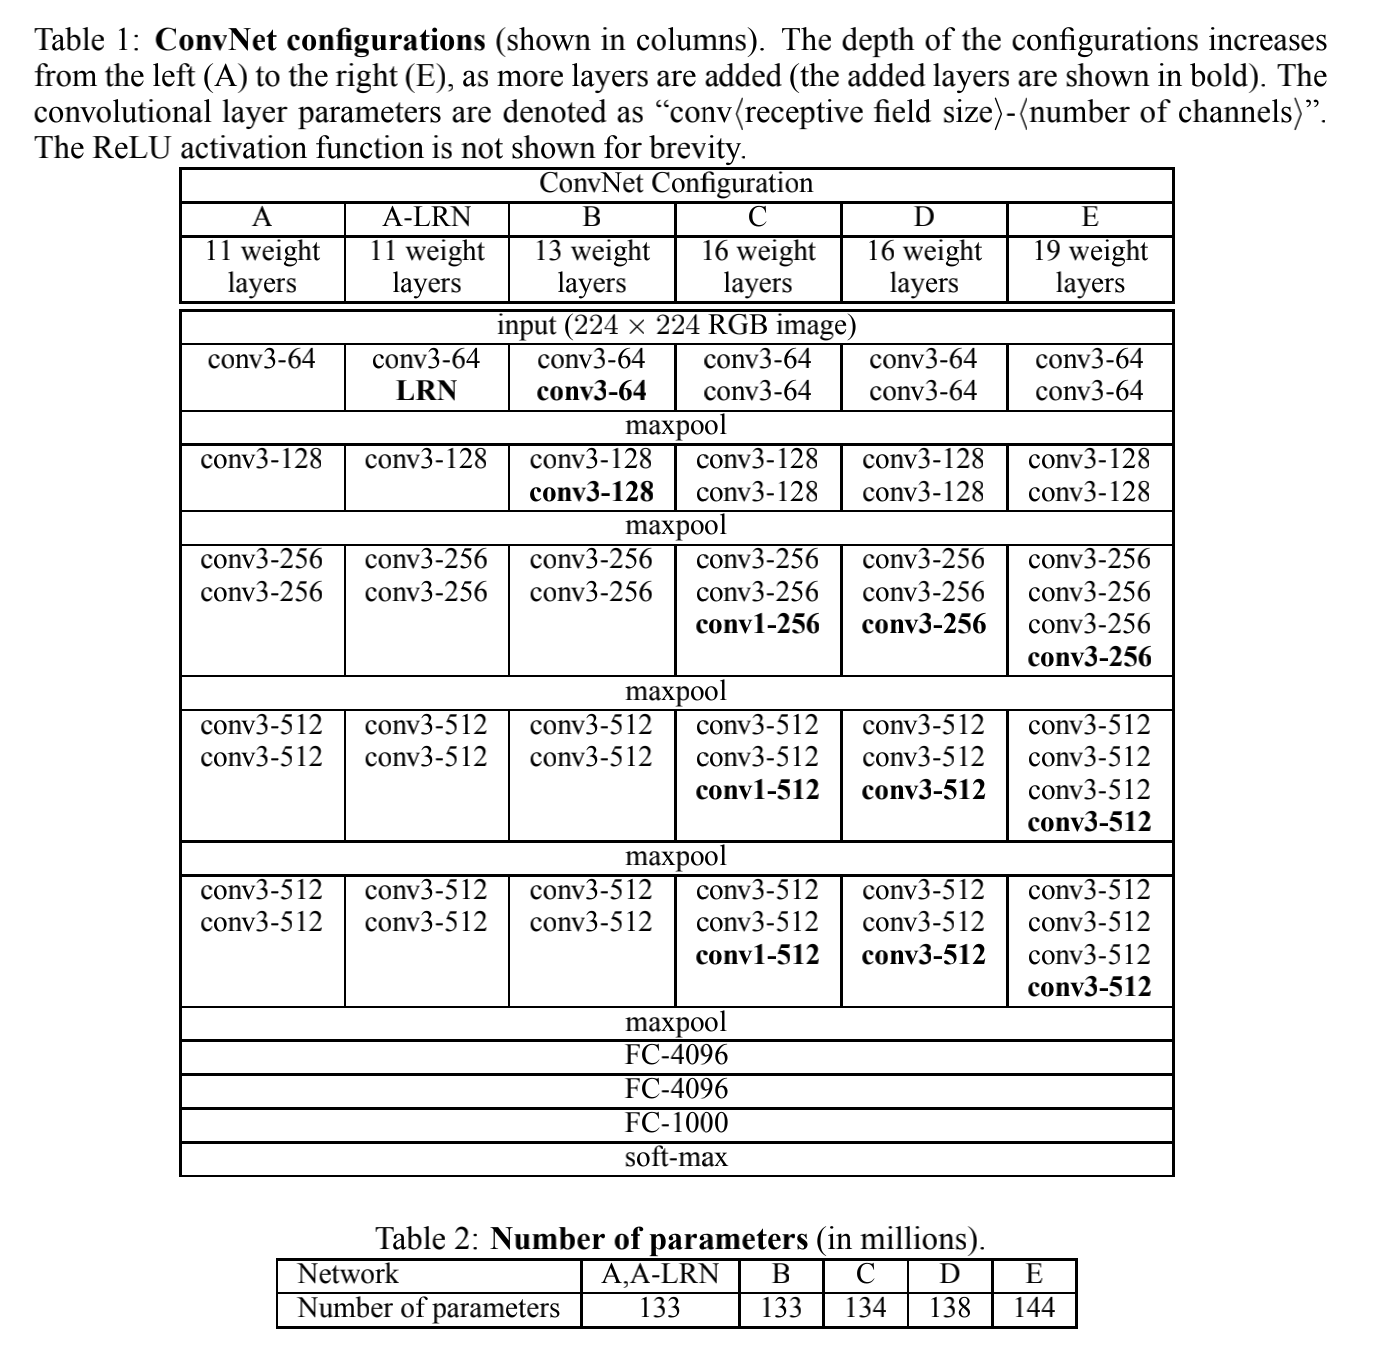 Table 1: ConvNet configurations (shown in columns). The depth of the configurations increases
from the left (A) to the right (E), as more layers are added (the added layers are shown in bold). The
convolutional layer parameters are denoted as “conv⟨receptive field size⟩-⟨number of channels⟩”.
The ReLU activation function is not shown for brevity.
ConvNet Configuration
A A-LRN B C D E
11 weight 11 weight 13 weight 16 weight 16 weight 19 weight
layers layers layers layers layers layers
input (224 × 224 RGB image)
conv3-64 conv3-64 conv3-64 conv3-64 conv3-64 conv3-64
LRN conv3-64 conv3-64 conv3-64 conv3-64
maxpool
conv3-128 conv3-128 conv3-128 conv3-128 conv3-128 conv3-128
conv3-128 conv3-128 conv3-128 conv3-128
maxpool
conv3-256 conv3-256 conv3-256 conv3-256 conv3-256 conv3-256
conv3-256 conv3-256 conv3-256 conv3-256 conv3-256 conv3-256
conv1-256 conv3-256 conv3-256
conv3-256
maxpool
conv3-512 conv3-512 conv3-512 conv3-512 conv3-512 conv3-512
conv3-512 conv3-512 conv3-512 conv3-512 conv3-512 conv3-512
conv1-512 conv3-512 conv3-512
conv3-512
maxpool
conv3-512 conv3-512 conv3-512 conv3-512 conv3-512 conv3-512
conv3-512 conv3-512 conv3-512 conv3-512 conv3-512 conv3-512
conv1-512 conv3-512 conv3-512
conv3-512
maxpool
FC-4096
FC-4096
FC-1000
soft-max
Table 2: Number of parameters (in millions).
Network A,A-LRN B C D E
Number of parameters 133 133 134 138 144